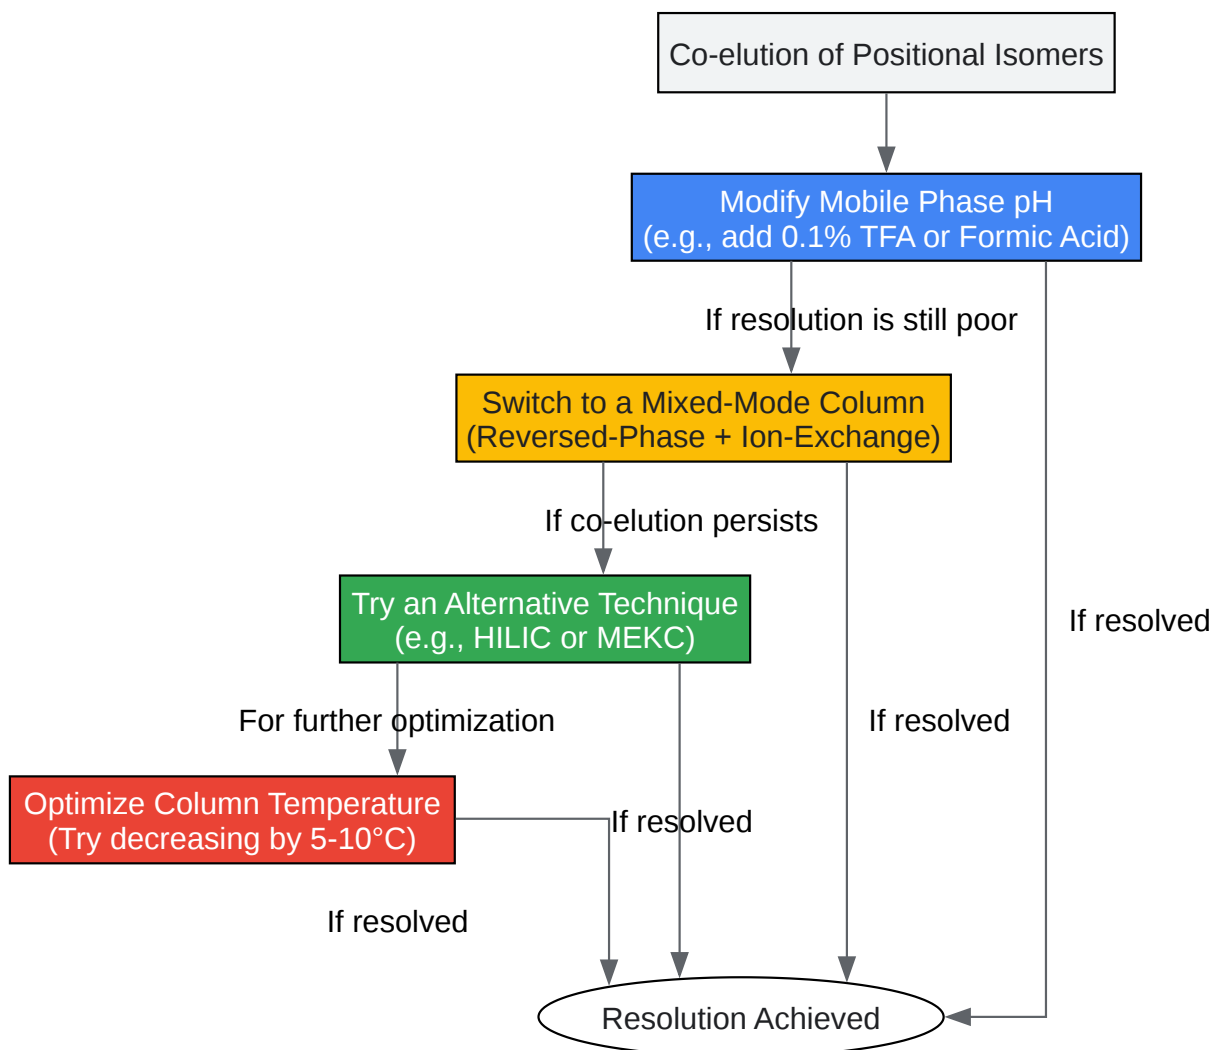 Co-elution of Positional Isomers
Modify Mobile Phase pH
(e.g., add 0.1% TFA or Formic Acid)
If resolution is still poor
Switch to a Mixed-Mode Column
(Reversed-Phase + Ion-Exchange)
If co-elution persists
Try an Alternative Technique
(e.g., HILIC or MEKC)
If resolved
For further optimization
If resolved
Optimize Column Temperature
(Try decreasing by 5-10°C)
If resolved
If resolved
Resolution Achieved